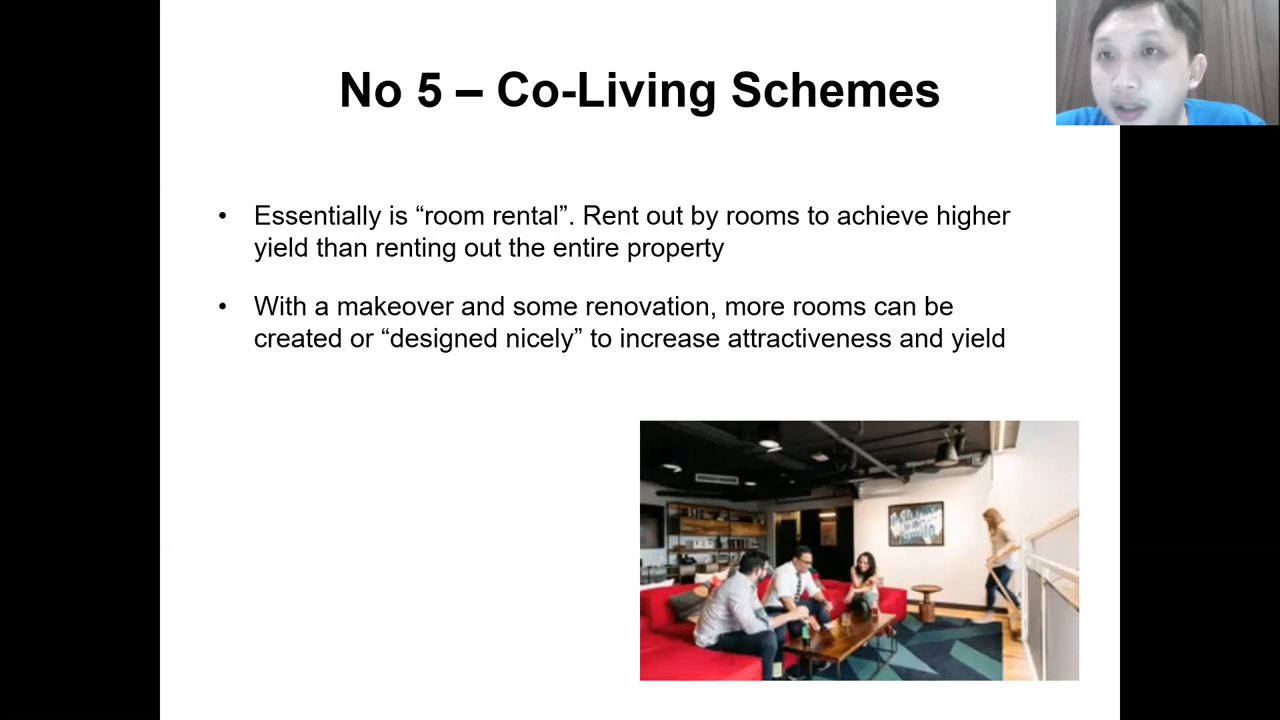 No 5 – Co-Living Schemes
• Essentially is “room rental”. Rent out by rooms to achieve higher
yield than renting out the entire property
• With a makeover and some renovation, more rooms can be
created or “designed nicely” to increase attractiveness and yield